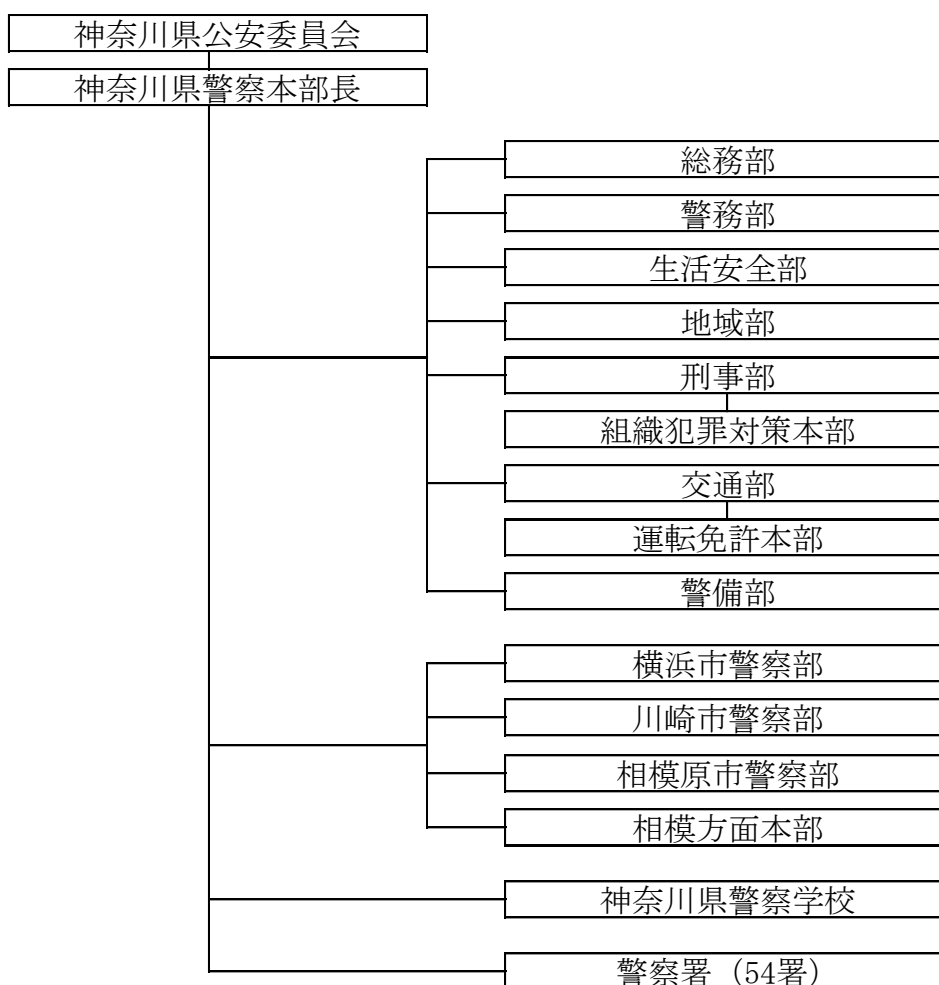 神奈川県公安委員会
神奈川県警察本部長
総務部
警務部
生活安全部
地域部
刑事部
組織犯罪対策本部
交通部
運転免許本部
警備部
横浜市警察部
川崎市警察部
相模原市警察部
相模方面本部
神奈川県警察学校
警察署（54署）